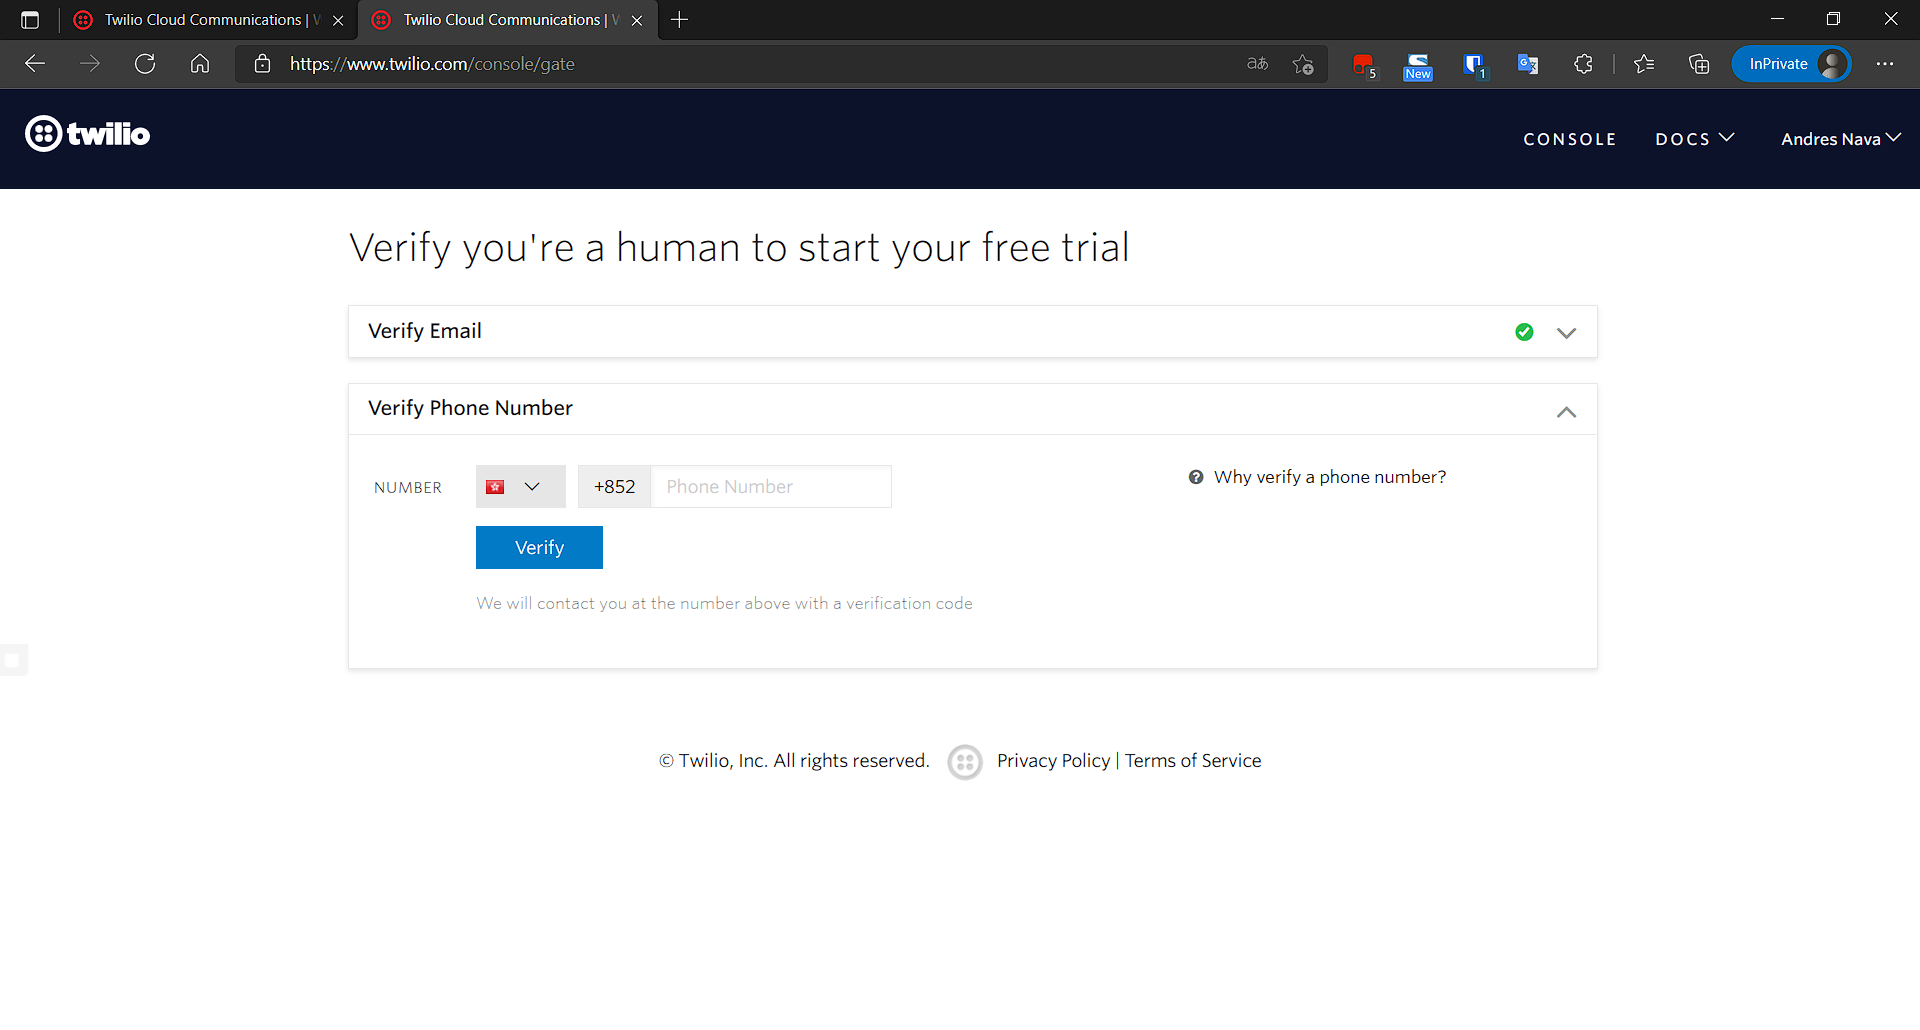 Twilio Cloud Communications |
Twilio Cloud Communications |
https://www.twilio.com/console/gate
aあ
5
New
1
InPrivate
twilio
CONSOLE
DOCS
Andres Nava
Verify you're a human to start your free trial
Verify Email
Verify Phone Number
NUMBER
+852
Phone Number
Why verify a phone number?
Verify
We will contact you at the number above with a verification code
© Twilio, Inc. All rights reserved.
Privacy Policy | Terms of Service